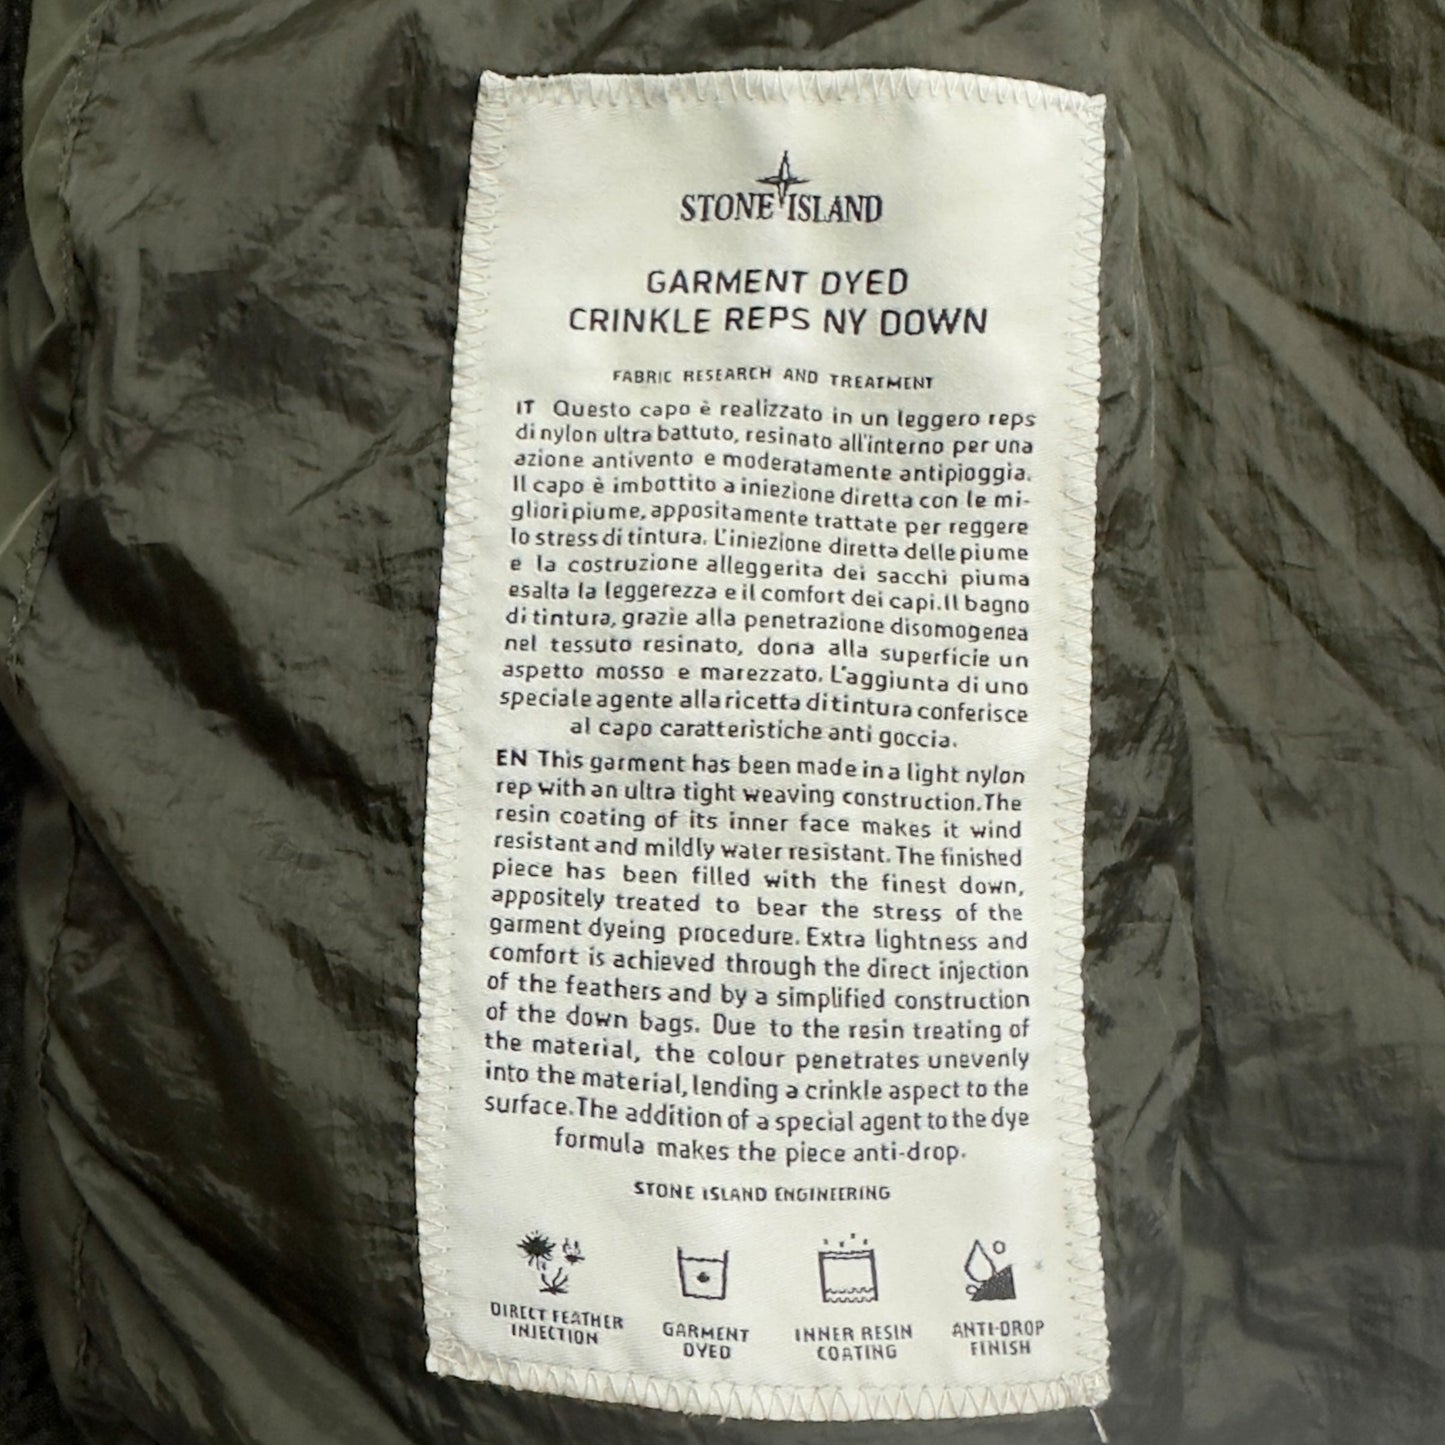 STONE ISLAND
GARMENT DYED
CRINKLE REPS NY DOWN
FABRIC RESEARCH AND TREATMENT
IT Questo capo è realizzato in un leggero reps
di nylon ultra battuto, resinato all'interno per una
azione antivento e moderatamente antipioggia.
Il capo è imbottito a iniezione diretta con le mi-
gliori piume, appositamente trattate per reggere
lo stress di tintura. L'iniezione diretta delle piume
e la costruzione alleggerita dei sacchi piuma
esalta la leggerezza e il comfort dei capi. Il bagno
di tintura, grazie alla penetrazione disomogenea
nel tessuto resinato, dona alla superficie un
aspetto mosso e marezzato. L'aggiunta di uno
speciale agente alla ricetta di tintura conferisce
al capo caratteristiche anti goccia.
EN This garment has been made in a light nylon
rep with an ultra tight weaving construction. The
resin coating of its inner face makes it wind
resistant and mildly water resistant. The finished
piece has been filled with the finest down,
appositely treated to bear the stress of the
garment dyeing procedure. Extra lightness and
comfort is achieved through the direct injection
of the feathers and by a simplified construction
of the down bags. Due to the resin treating of
the material, the colour penetrates unevenly
into the material, lending a crinkle aspect to the
surface. The addition of a special agent to the dye
formula makes the piece anti-drop.
STONE ISLAND ENGINEERING
DIRECT FEATHER
INJECTION
GARMENT
DYED
INNER RESIN
COATING
ANTI-DROP
FINISH